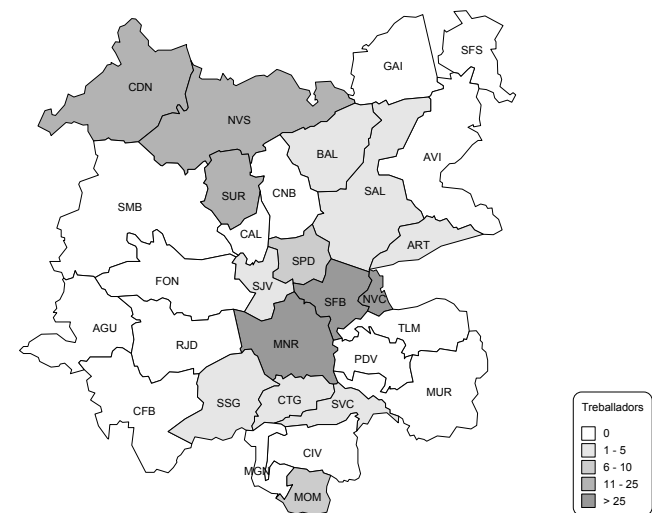 SFS
GAI
CDN
NVS
BAL
AVI
SAL
CNB
SUR
SMB
CAL
ART
SPD
FON
SJV
SFB
NVC
AGU
RJD
MNR
TLM
PDV
MUR
SSG
CTG
SVC
CFB
CIV
MGN
MOM
Treballadors
0
1 - 5
6 - 10
11 - 25
> 25